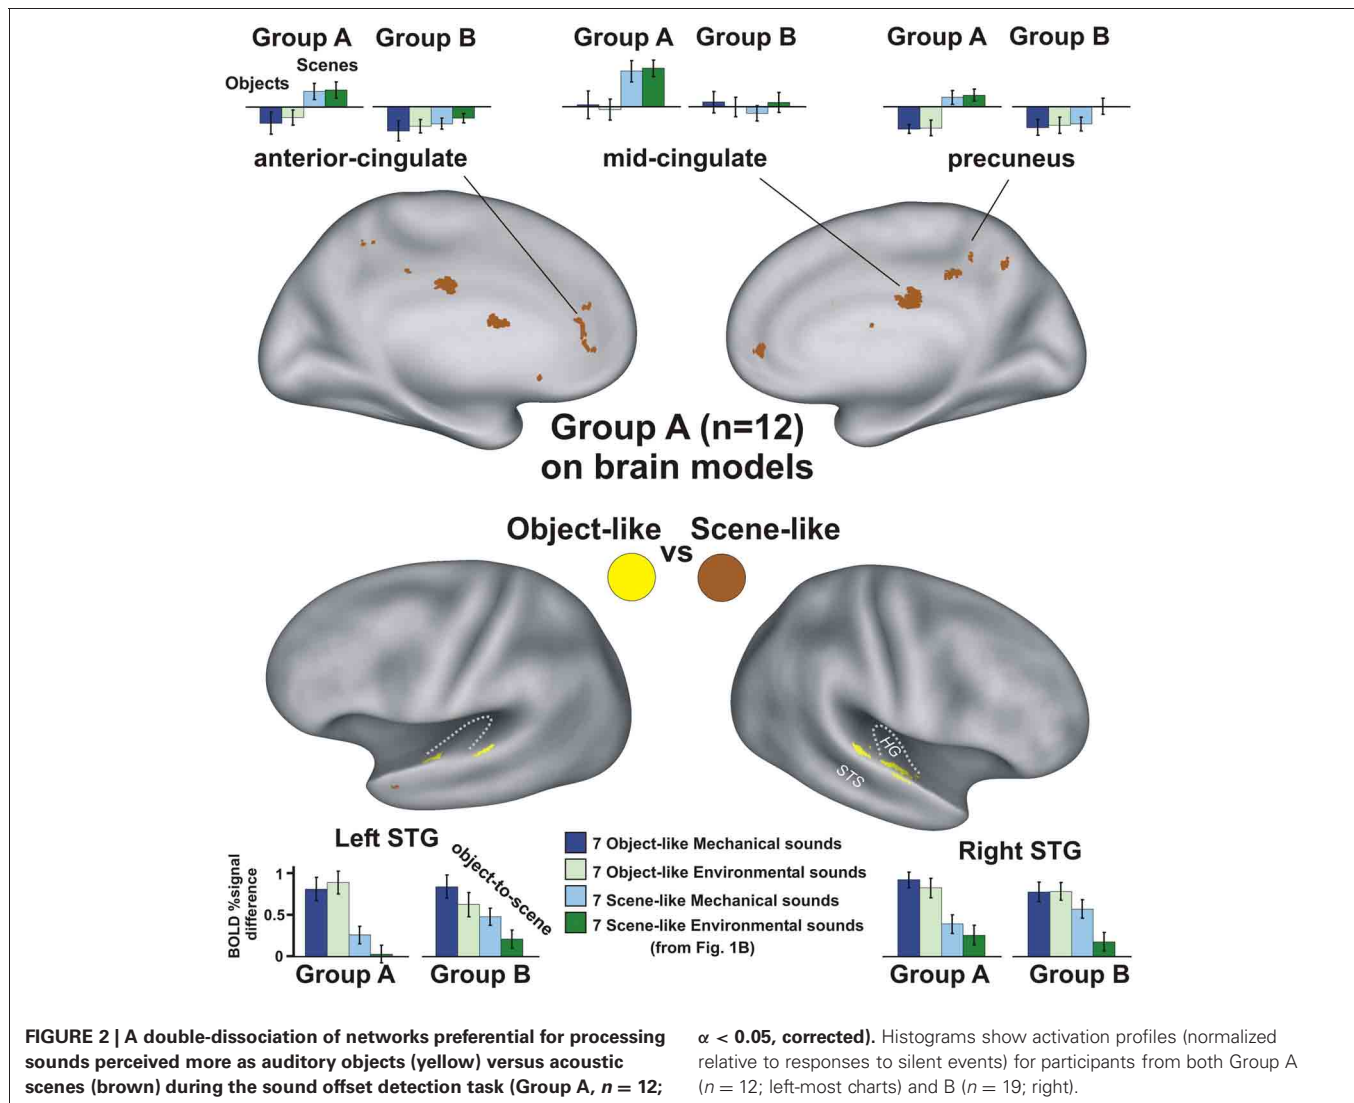 Group A Group B
Objects Scenes
anterior-cingulate
Group A Group B
mid-cingulate
Group A Group B
precuneus
Group A (n=12)
on brain models
Object-like vs Scene-like
HG
STS
Left STG
object-to-scene
BOLD %signal
difference
1
0.5
0
Group A Group B
7 Object-like Mechanical sounds
7 Object-like Environmental sounds
7 Scene-like Mechanical sounds
7 Scene-like Environmental sounds
(from Fig. 1B)
Right STG
Group A Group B
FIGURE 2 | A double-dissociation of networks preferential for processing
sounds perceived more as auditory objects (yellow) versus acoustic
scenes (brown) during the sound offset detection task (Group A, n = 12;
α < 0.05, corrected). Histograms show activation profiles (normalized
relative to responses to silent events) for participants from both Group A
(n = 12; left-most charts) and B (n = 19; right).